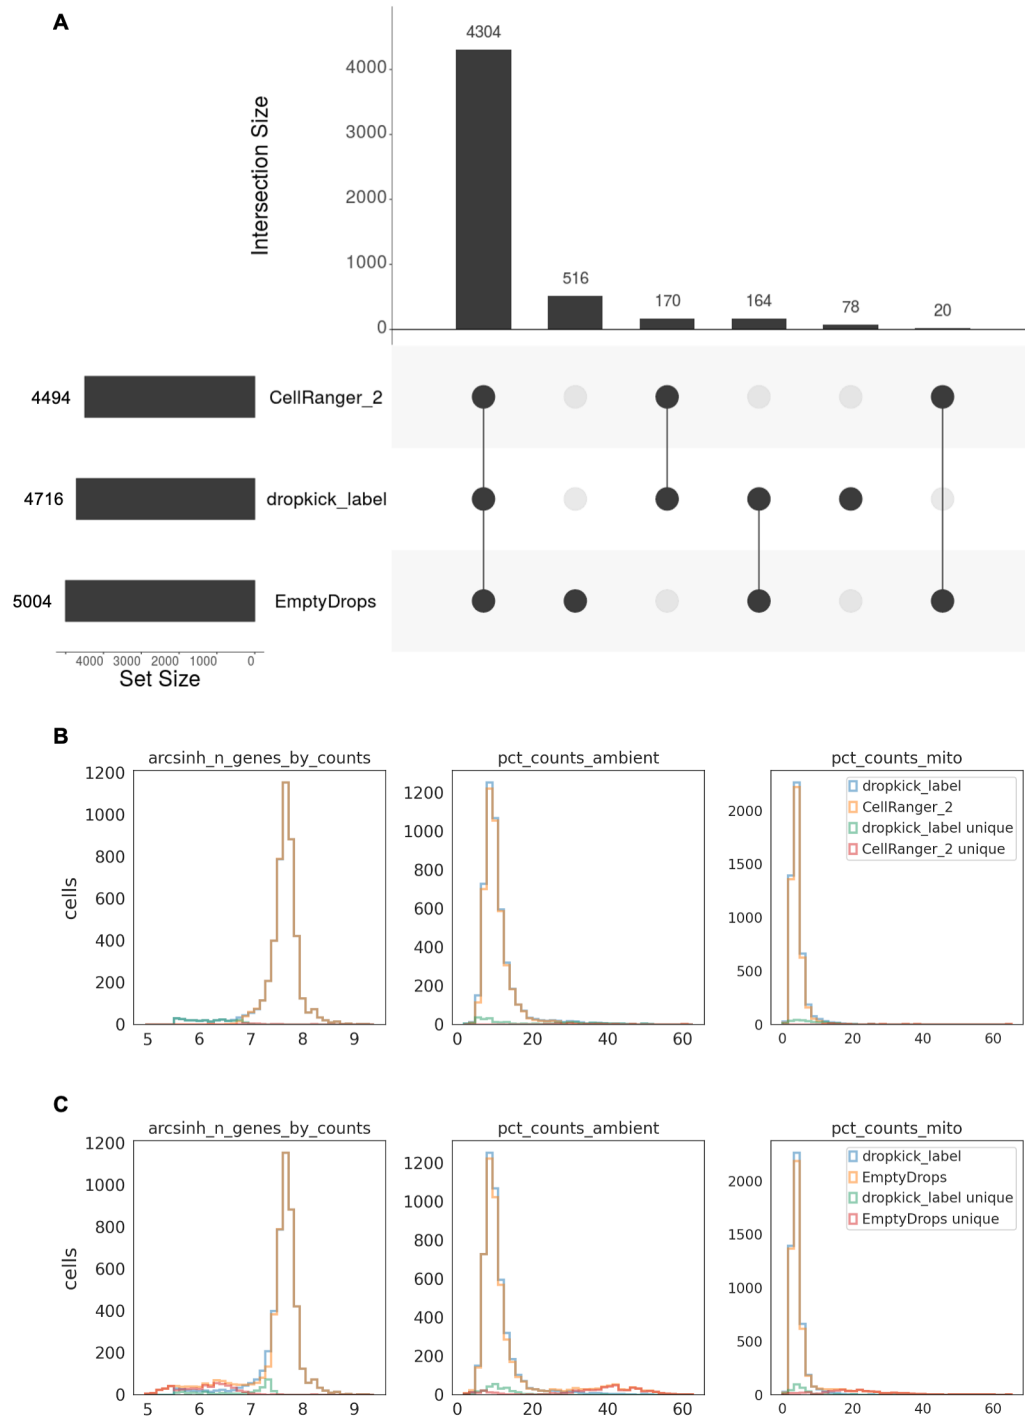 A
4304
4000
3000
2000
1000
0
Intersection Size
516
170
164
78
20
4494
CellRanger_2
4716
dropkick_label
5004
EmptyDrops
4000 3000 2000 1000 0
Set Size
B
arcsinh_n_genes_by_counts
1200
1000
800
600
400
200
0
cells
5 6 7 8 9
pct_counts_ambient
1200
1000
800
600
400
200
0
0 20 40 60
pct_counts_mito
dropkick_label
CellRanger_2
dropkick_label unique
CellRanger_2 unique
2000
1500
1000
500
0
0 20 40 60
C
arcsinh_n_genes_by_counts
1200
1000
800
600
400
200
0
cells
5 6 7 8 9
pct_counts_ambient
1200
1000
800
600
400
200
0
0 20 40 60
pct_counts_mito
dropkick_label
EmptyDrops
dropkick_label unique
EmptyDrops unique
2000
1500
1000
500
0
0 20 40 60